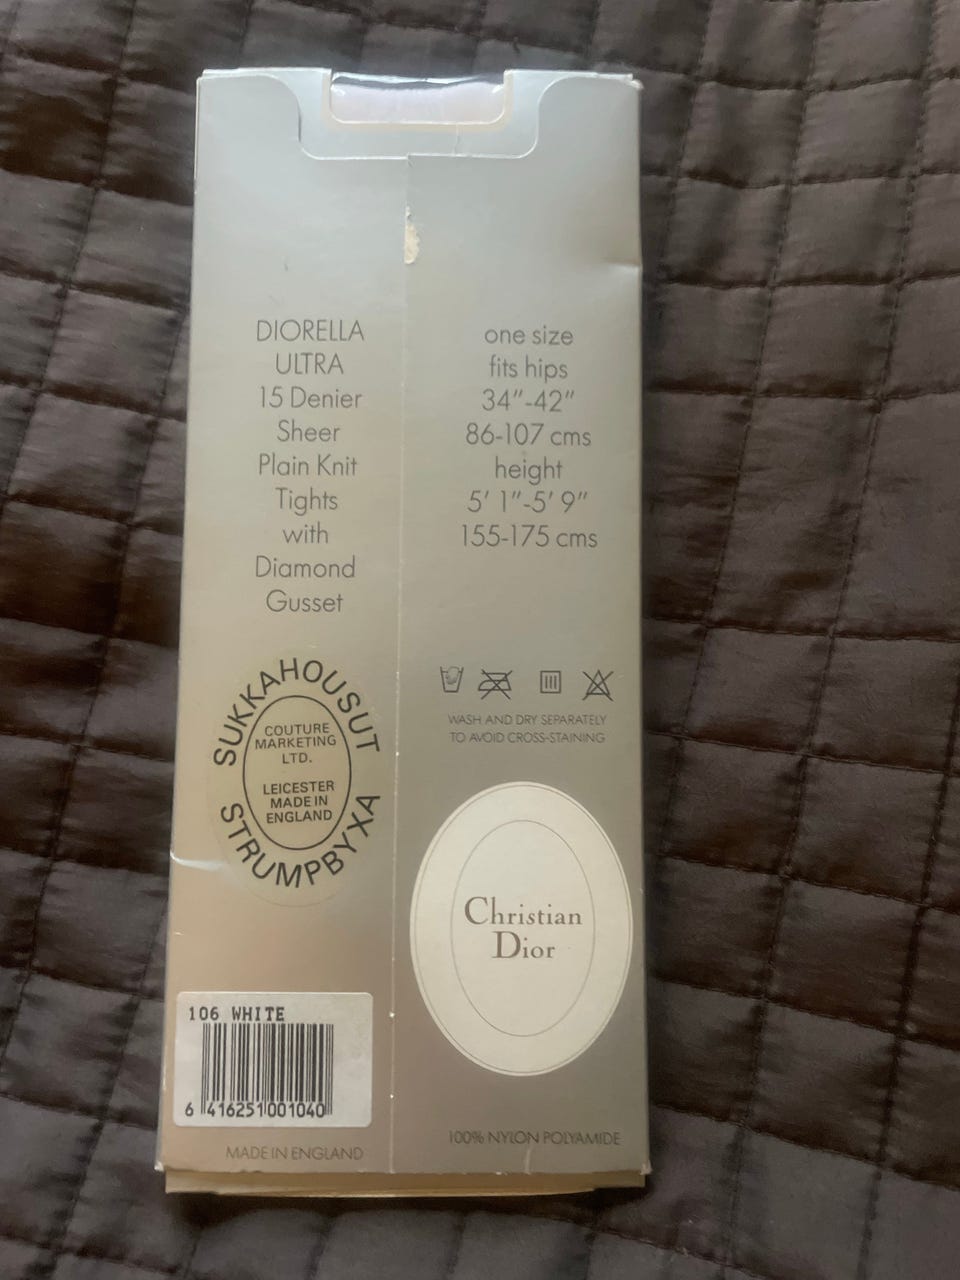 DIORELLA
ULTRA
15 Denier
Sheer
Plain Knit
Tights
with
Diamond
Gusset
one size
fits hips
34"-42"
86-107 cms
height
5' 1"-5' 9"
155-175 cms
WASH AND DRY SEPARATELY
TO AVOID CROSS-STAINING
SUKKAHOUSUT
COUTURE
MARKETING
LTD.
LEICESTER
MADE IN
ENGLAND
STRUMPBYXA
Christian
Dior
106 WHITE
6 416251 001040
MADE IN ENGLAND
100% NYLON POLYAMIDE